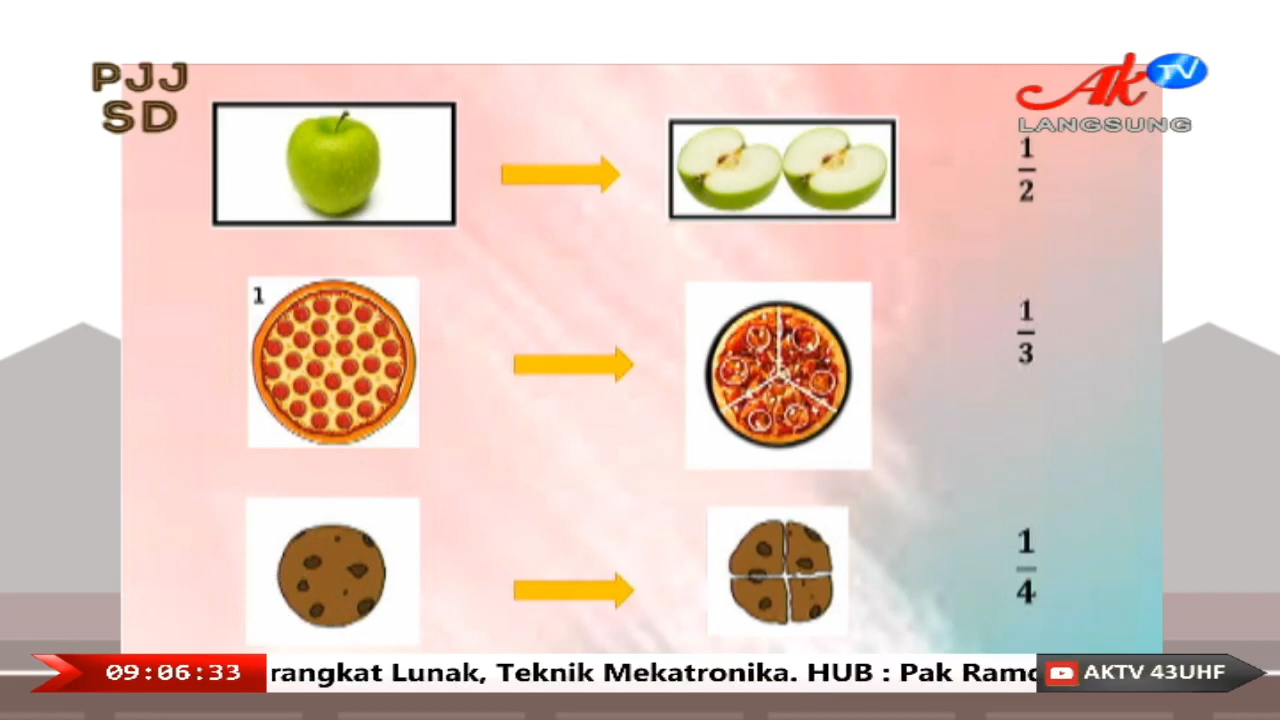 PJJ
SD
Ak TV
LANGSUNG
1
2
1
1
3
1
4
09:06:33
rangkat Lunak, Teknik Mekatronika. HUB : Pak Ramo
AKTV 43UHF